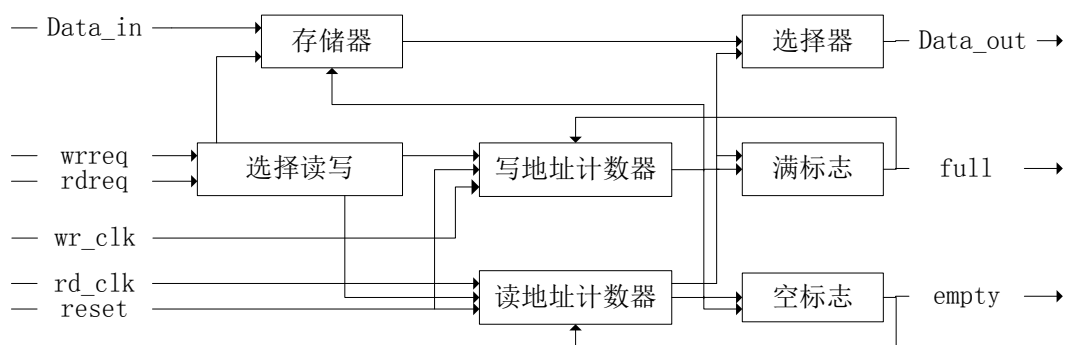 Data_in
存储器
选择器
Data_out
wrreq
rdreq
选择读写
写地址计数器
满标志
full
wr_clk
rd_clk
reset
读地址计数器
空标志
empty